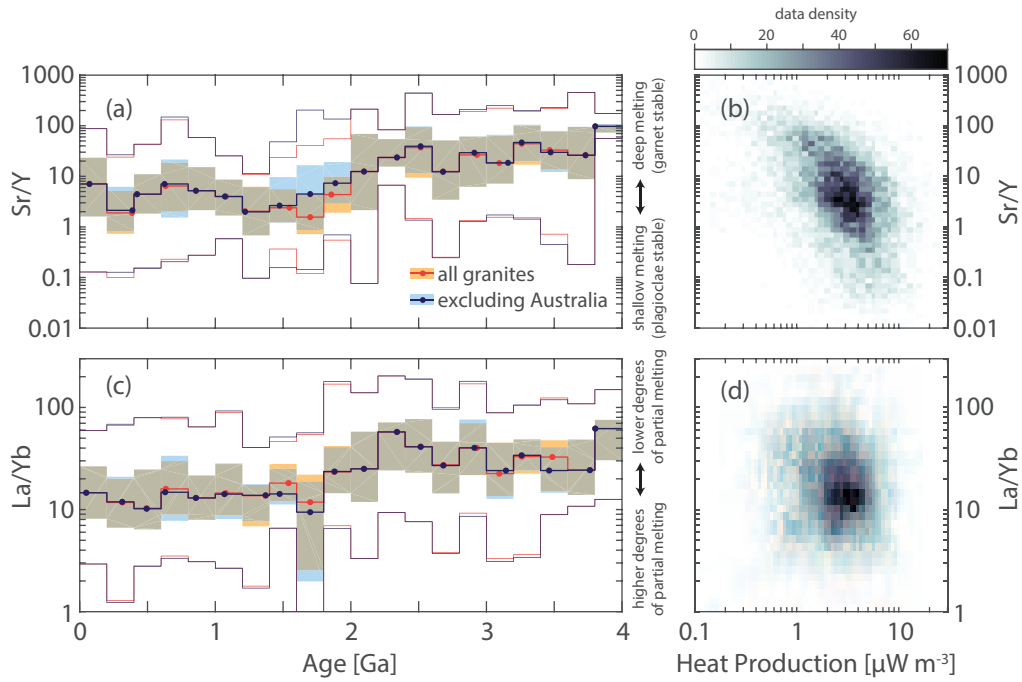 data density
0 20 40 60
1000
100
10
1
0.1
0.01
Sr/Y
(a)
all granites
excluding Australia
shallow melting
(plagioclae stable)
deep melting
(garnet stable)
(b)
1000
100
10
1
0.1
0.01
Sr/Y
100
10
1
La/Yb
(c)
0 1 2 3 4
Age [Ga]
higher degrees
of partial melting
lower degrees
of partial melting
(d)
100
10
1
La/Yb
0.1 1 10
Heat Production [µW m-3]